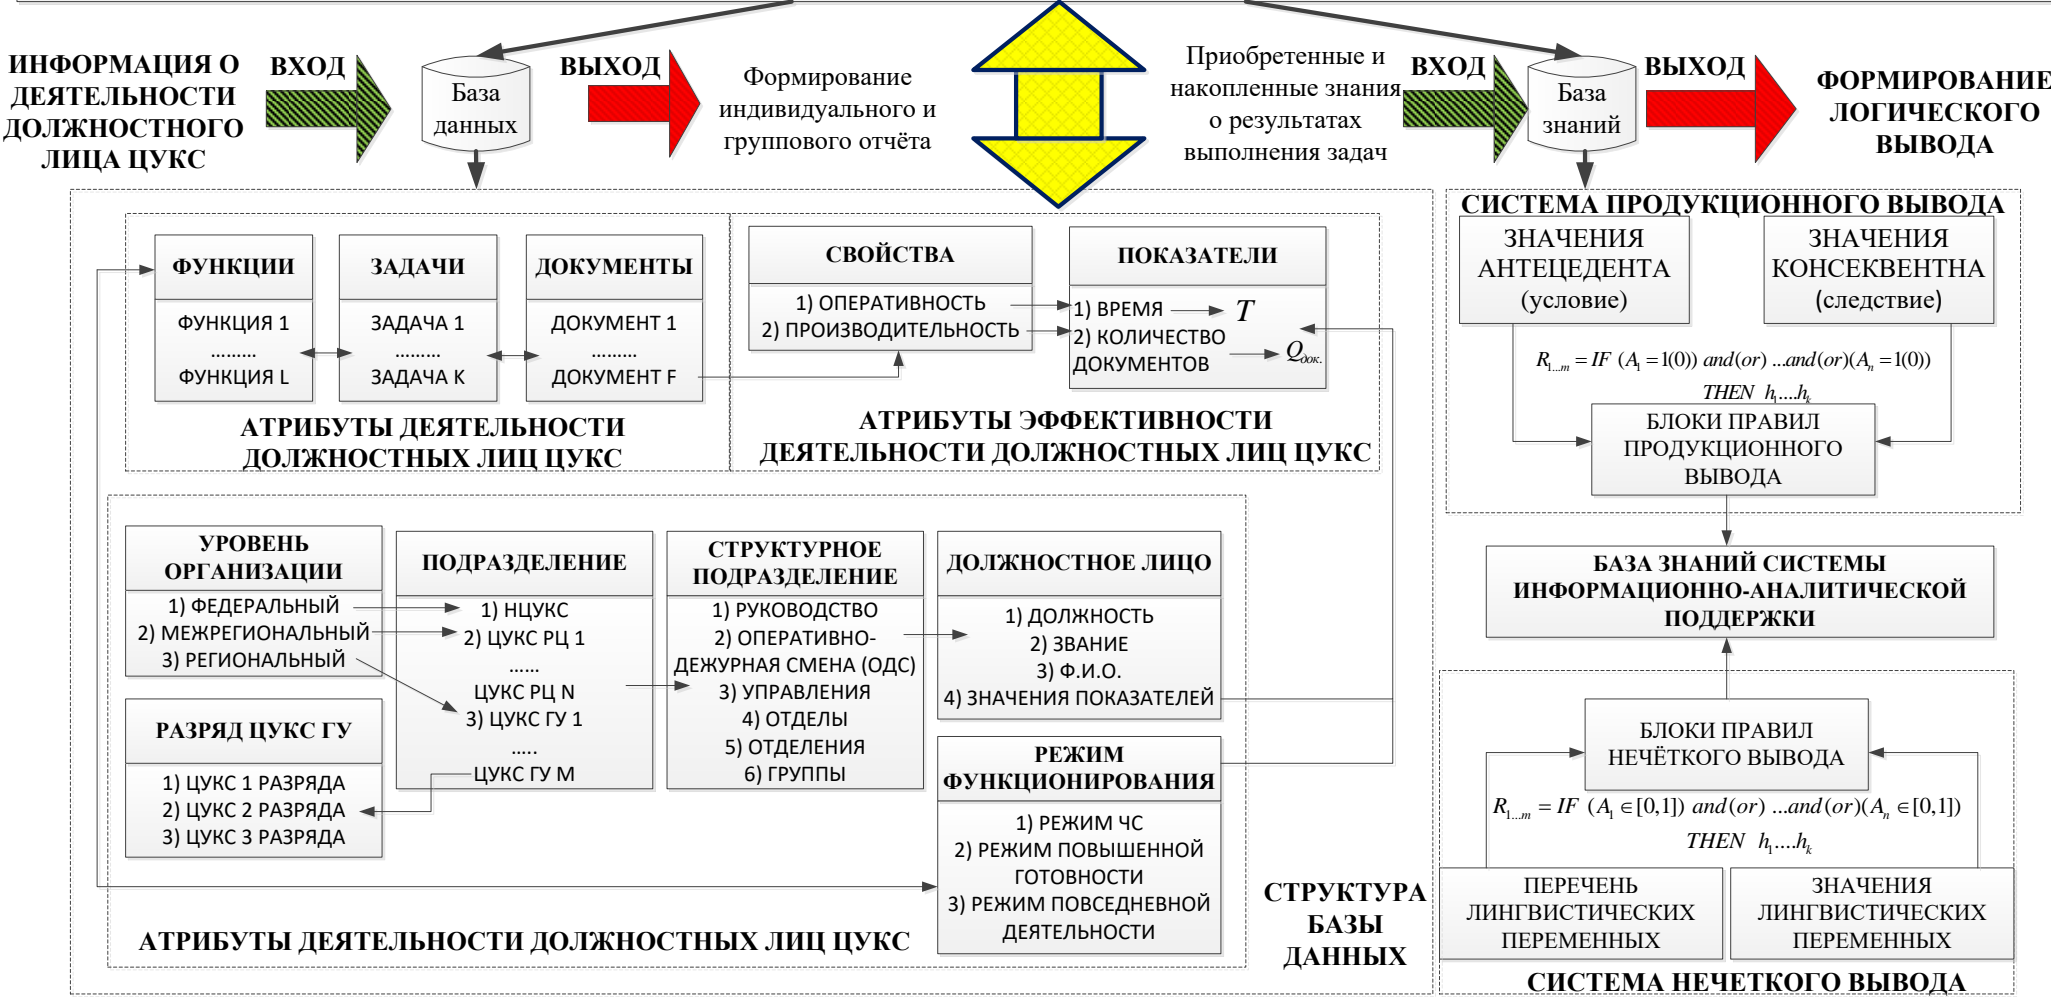 ИНФОРМАЦИЯ О
ДЕЯТЕЛЬНОСТИ
ДОЛЖНОСТНОГО
ЛИЦА ЦУКС
ВХОД
База
данных
ВЫХОД
Формирование
индивидуального и
группового отчёта
Приобретенные и
накопленные знания
о результатах
выполнения задач
ВХОД
База
знаний
ВЫХОД
ФОРМИРОВАНИЕ
ЛОГИЧЕСКОГО
ВЫВОДА
ФУНКЦИИ
ФУНКЦИЯ 1
.........
ФУНКЦИЯ L
ЗАДАЧИ
ЗАДАЧА 1
.........
ЗАДАЧА K
ДОКУМЕНТЫ
ДОКУМЕНТ 1
.........
ДОКУМЕНТ F
АТРИБУТЫ ДЕЯТЕЛЬНОСТИ
ДОЛЖНОСТНЫХ ЛИЦ ЦУКС
СВОЙСТВА
1) ОПЕРАТИВНОСТЬ
2) ПРОИЗВОДИТЕЛЬНОСТЬ
ПОКАЗАТЕЛИ
1) ВРЕМЯ T
2) КОЛИЧЕСТВО
ДОКУМЕНТОВ Qдок.
АТРИБУТЫ ЭФФЕКТИВНОСТИ
ДЕЯТЕЛЬНОСТИ ДОЛЖНОСТНЫХ ЛИЦ ЦУКС
УРОВЕНЬ
ОРГАНИЗАЦИИ
1) ФЕДЕРАЛЬНЫЙ
2) МЕЖРЕГИОНАЛЬНЫЙ
3) РЕГИОНАЛЬНЫЙ
РАЗРЯД ЦУКС ГУ
1) ЦУКС 1 РАЗРЯДА
2) ЦУКС 2 РАЗРЯДА
3) ЦУКС 3 РАЗРЯДА
ПОДРАЗДЕЛЕНИЕ
1) НЦУКС
2) ЦУКС РЦ 1
......
ЦУКС РЦ N
3) ЦУКС ГУ 1
.....
ЦУКС ГУ М
СТРУКТУРНОЕ
ПОДРАЗДЕЛЕНИЕ
1) РУКОВОДСТВО
2) ОПЕРАТИВНО-
ДЕЖУРНАЯ СМЕНА (ОДС)
3) УПРАВЛЕНИЯ
4) ОТДЕЛЫ
5) ОТДЕЛЕНИЯ
6) ГРУППЫ
ДОЛЖНОСТНОЕ ЛИЦО
1) ДОЛЖНОСТЬ
2) ЗВАНИЕ
3) Ф.И.О.
4) ЗНАЧЕНИЯ ПОКАЗАТЕЛЕЙ
РЕЖИМ
ФУНКЦИОНИРОВАНИЯ
1) РЕЖИМ ЧС
2) РЕЖИМ ПОВЫШЕННОЙ
ГОТОВНОСТИ
3) РЕЖИМ ПОВСЕДНЕВНОЙ
ДЕЯТЕЛЬНОСТИ
АТРИБУТЫ ДЕЯТЕЛЬНОСТИ ДОЛЖНОСТНЫХ ЛИЦ ЦУКС
СТРУКТУРА
БАЗЫ
ДАННЫХ
СИСТЕМА ПРОДУКЦИОННОГО ВЫВОДА
ЗНАЧЕНИЯ
АНТЕЦЕДЕНТА
(условие)
ЗНАЧЕНИЯ
КОНСЕКВЕНТНА
(следствие)
R1...m = IF (A1 = 1(0)) and(or) ...and(or)(An = 1(0))
THEN h1....hk
БЛОКИ ПРАВИЛ
ПРОДУКЦИОННОГО
ВЫВОДА
БАЗА ЗНАНИЙ СИСТЕМЫ
ИНФОРМАЦИОННО-АНАЛИТИЧЕСКОЙ
ПОДДЕРЖКИ
БЛОКИ ПРАВИЛ
НЕЧЁТКОГО ВЫВОДА
R1...m = IF (A1 ∈ [0,1]) and(or) ...and(or)(An ∈ [0,1])
THEN h1....hk
ПЕРЕЧЕНЬ
ЛИНГВИСТИЧЕСКИХ
ПЕРЕМЕННЫХ
ЗНАЧЕНИЯ
ЛИНГВИСТИЧЕСКИХ
ПЕРЕМЕННЫХ
СИСТЕМА НЕЧЕТКОГО ВЫВОДА